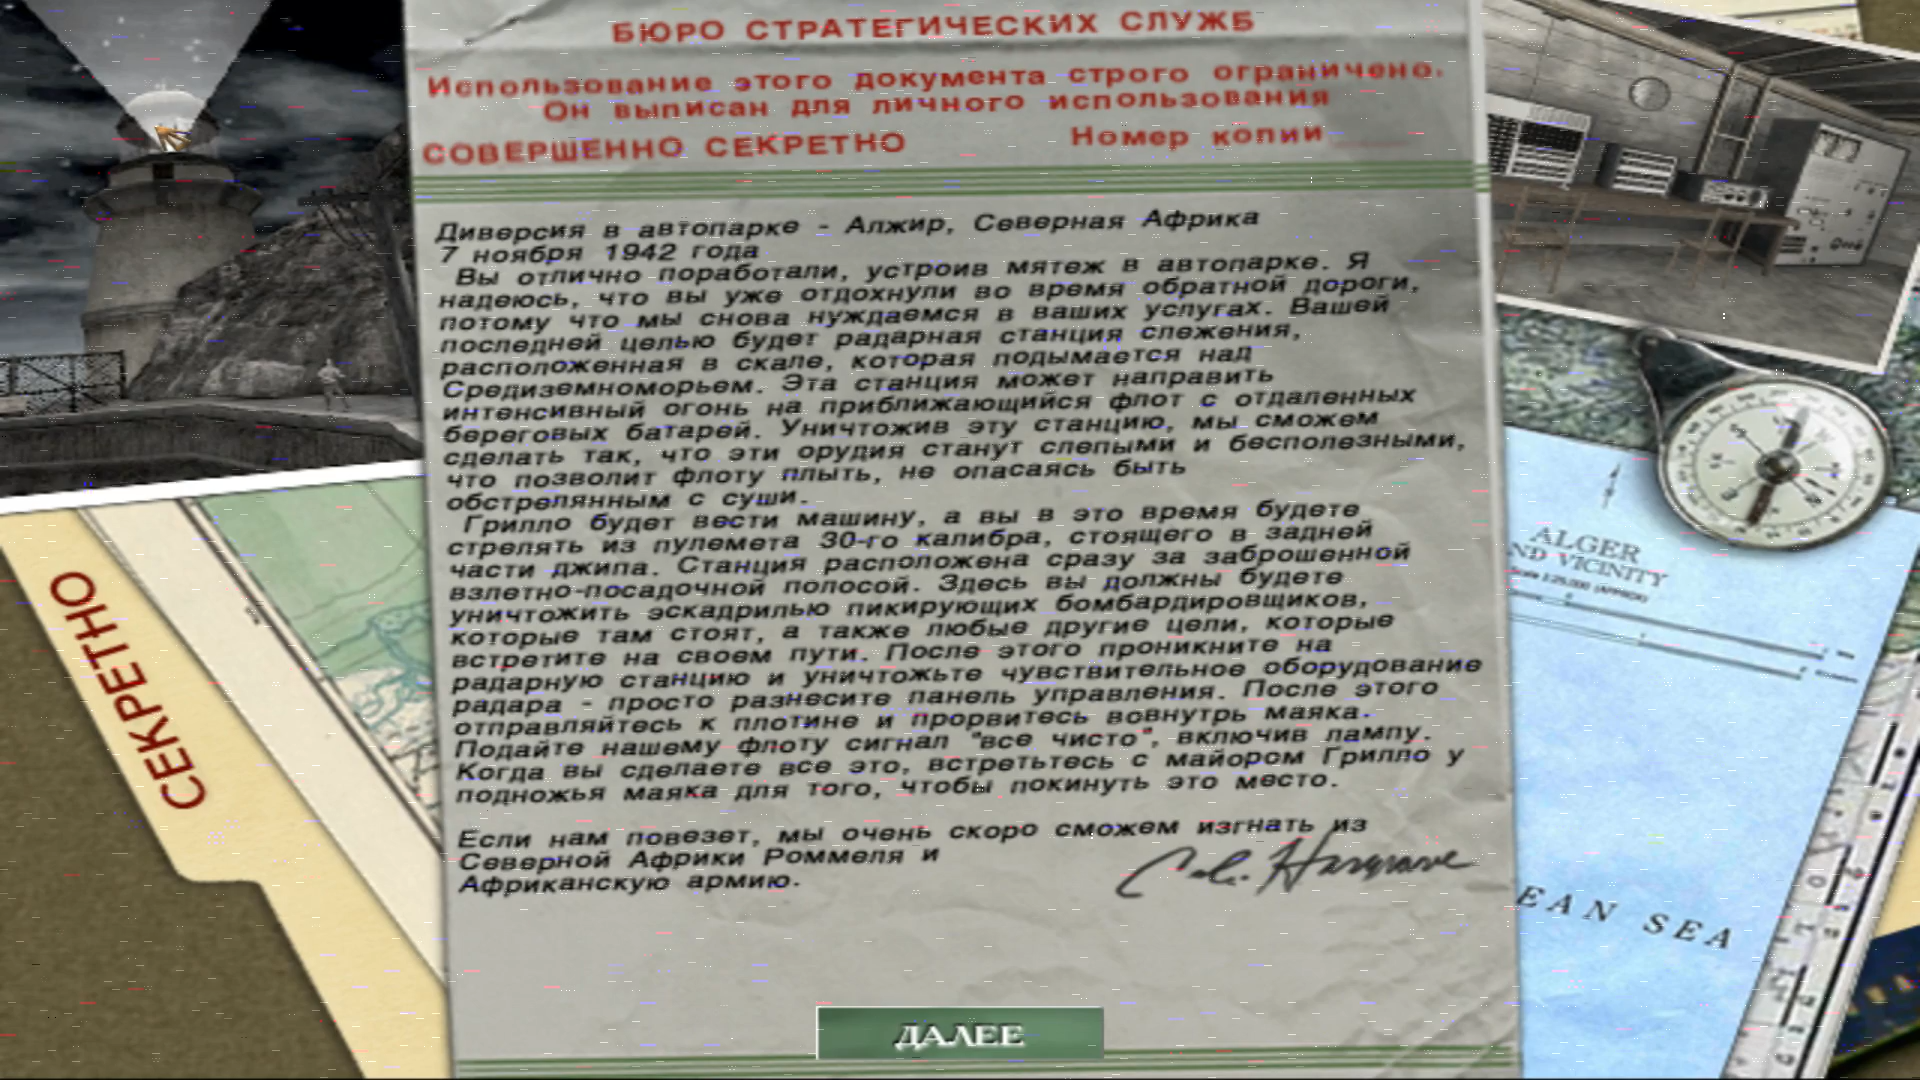 БЮРО СТРАТЕГИЧЕСКИХ СЛУЖБ
Использование этого документа строго ограничено.
Он выписан для личного использования
СОВЕРШЕННО СЕКРЕТНО Номер копии
Диверсия в автопарке - Алжир, Северная Африка
7 ноября 1942 года
Вы отлично поработали, устроив мятеж в автопарке. Я
надеюсь, что вы уже отдохнули во время обратной дороги,
потому что мы снова нуждаемся в ваших услугах. Вашей
последней целью будет радарная станция слежения,
расположенная в скале, которая подымается над
Средиземноморьем. Эта станция может направить
интенсивный огонь на приближающийся флот с отдаленных
береговых батарей. Уничтожив эту станцию, мы сможем
сделать так, что эти орудия станут слепыми и бесполезными,
что позволит флоту плыть, не опасаясь быть
обстрелянным с суши.
Грилло будет вести машину, а вы в это время будете
стрелять из пулемета 30-го калибра, стоящего в задней
части джипа. Станция расположена сразу за заброшенной
взлетно-посадочной полосой. Здесь вы должны будете
уничтожить эскадрилью пикирующих бомбардировщиков,
которые там стоят, а также любые другие цели, которые
встретите на своем пути. После этого проникните на
радарную станцию и уничтожьте чувствительное оборудование
радара - просто разнесите панель управления. После этого
отправляйтесь к плотине и прорвитесь вовнутрь маяка.
Подайте нашему флоту сигнал "все чисто", включив лампу.
Когда вы сделаете все это, встретьтесь с майором Грилло у
подножья маяка для того, чтобы покинуть это место.
Если нам повезет, мы очень скоро сможем изгнать из
Северной Африки Роммеля и
Африканскую армию.
Col. Hargrove
ДАЛЕЕ
СЕКРЕТНО
ALGER
ND VICINITY
Scale 1:25,000 (APPROX)
EAN SEA